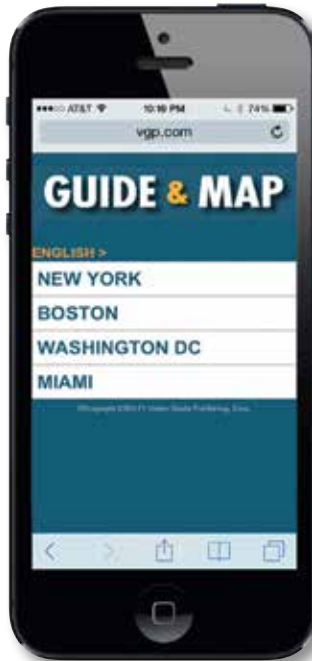 AT&T 10:16 PM 74%
vgp.com
GUIDE & MAP
ENGLISH >
NEW YORK
BOSTON
WASHINGTON DC
MIAMI